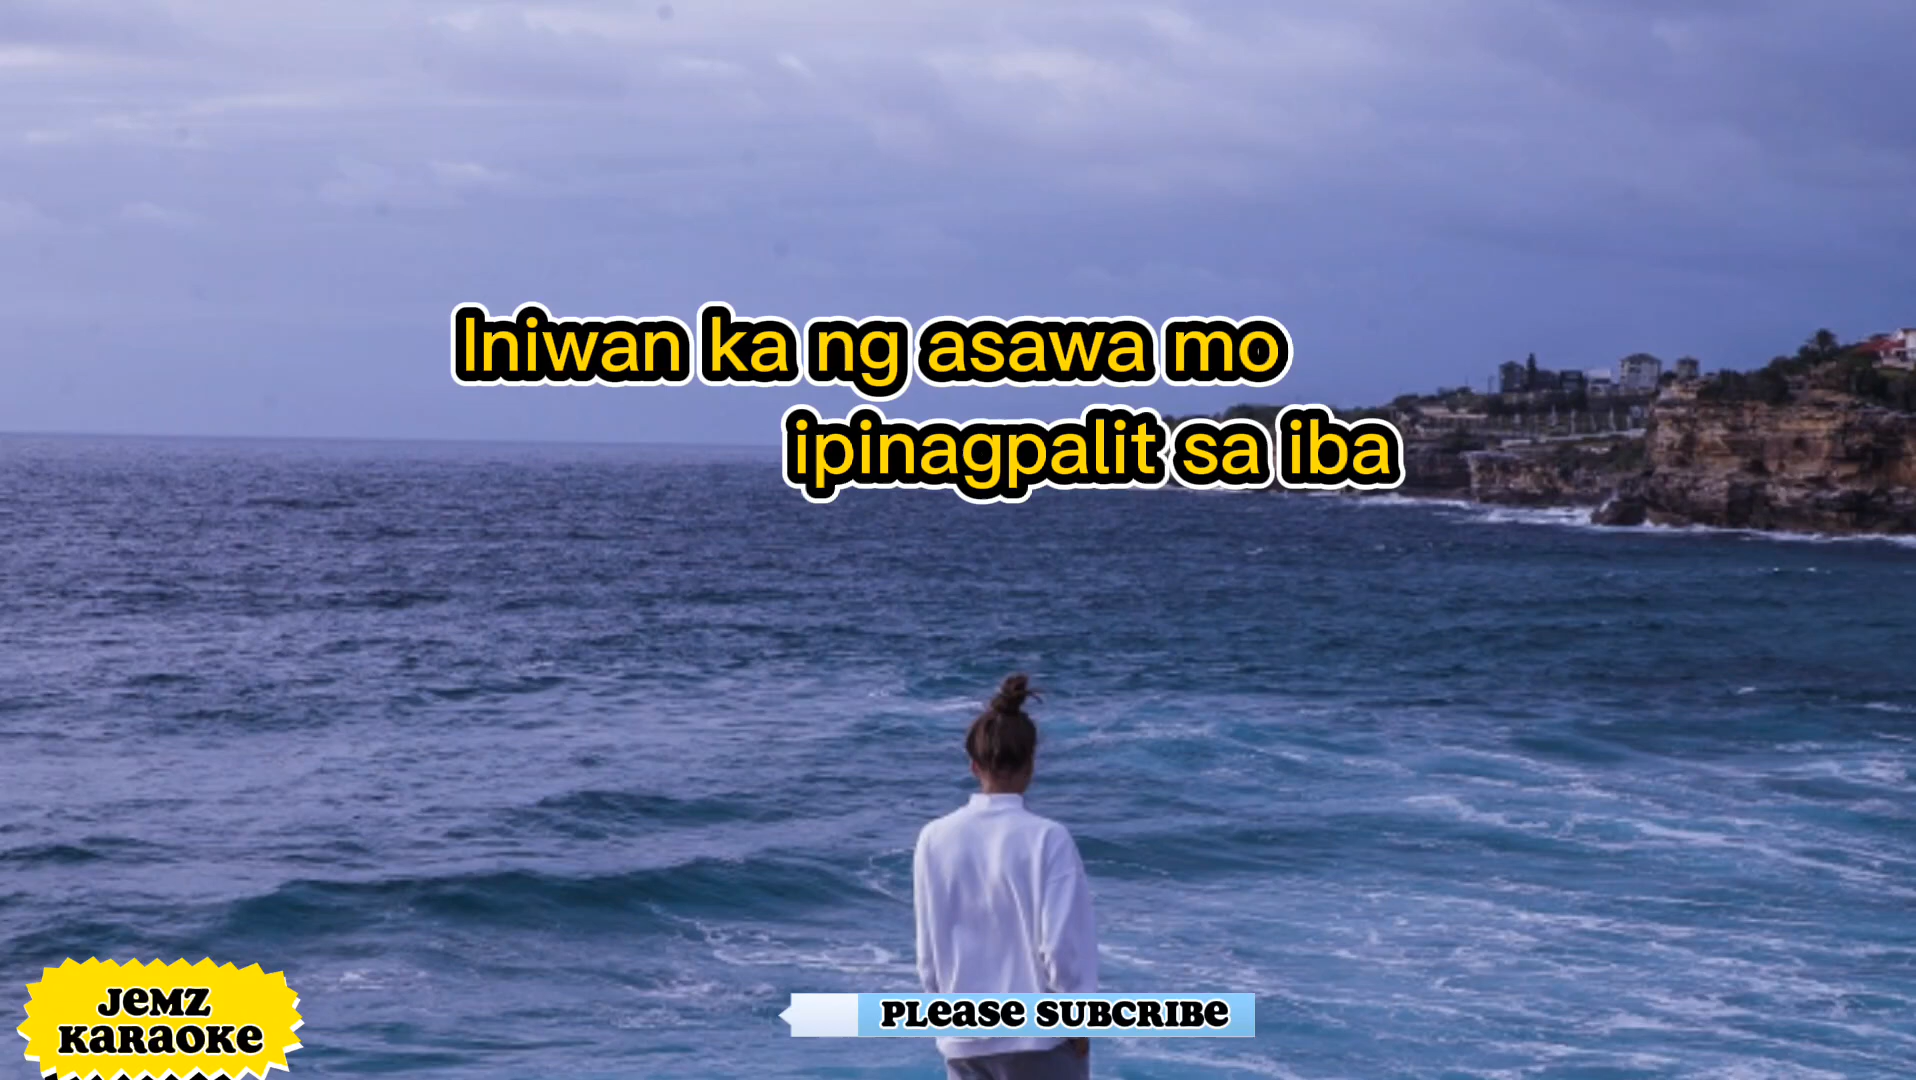 Iniwan ka ng asawa mo
ipinagpalit sa iba
JEMZ
KARAOKE
PLEASE SUBCRIBE